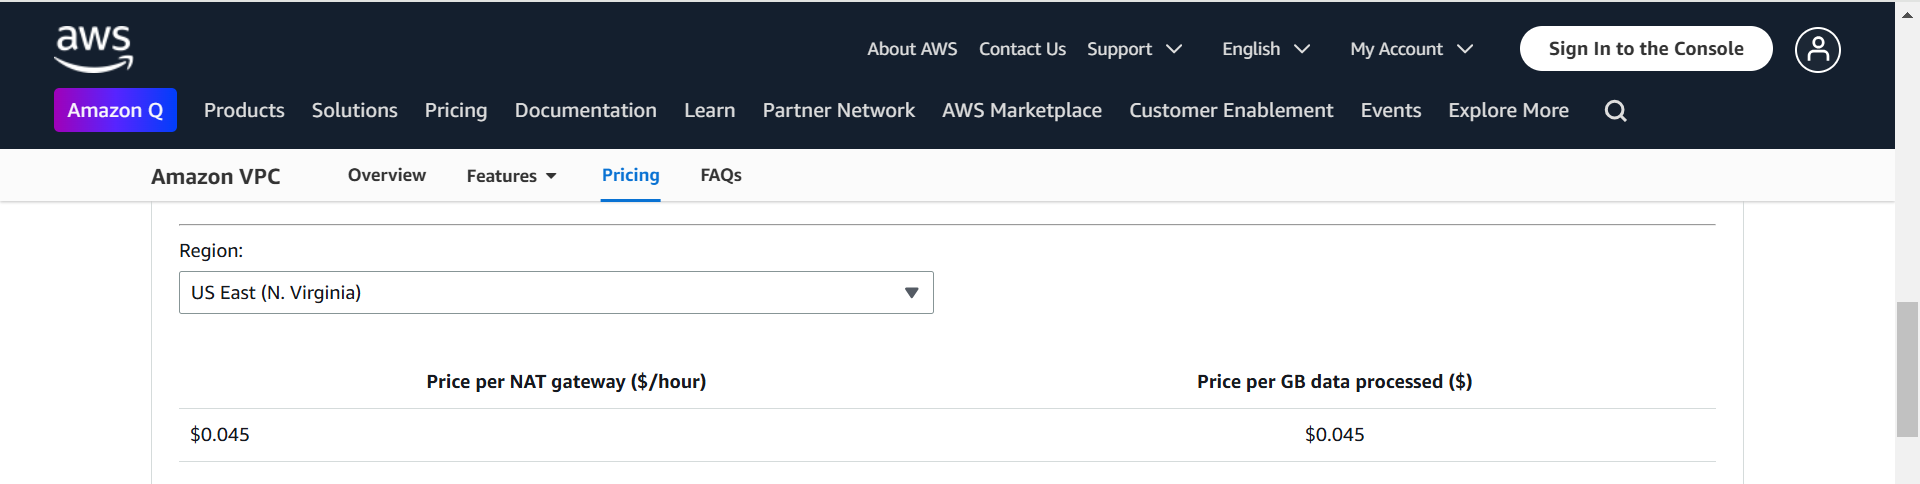 aws
About AWS Contact Us Support English My Account Sign In to the Console
Amazon Q Products Solutions Pricing Documentation Learn Partner Network AWS Marketplace Customer Enablement Events Explore More
Amazon VPC Overview Features Pricing FAQs
Region:
US East (N. Virginia)
Price per NAT gateway ($/hour) Price per GB data processed ($)
$0.045 $0.045